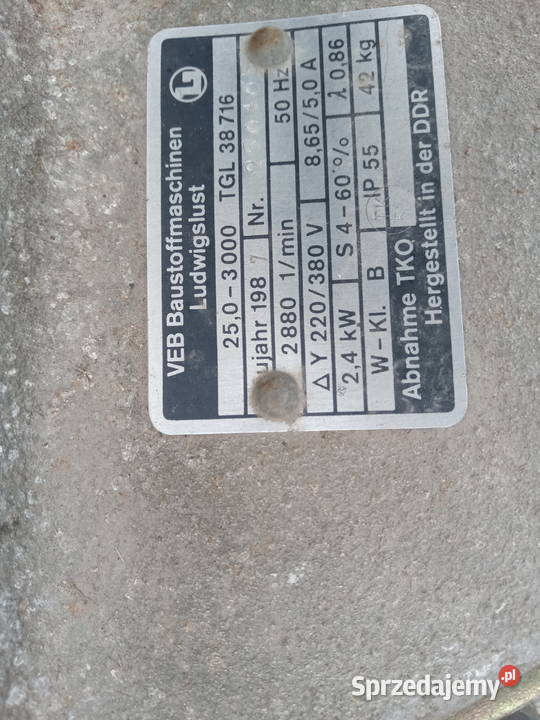 VEB Baustoffmaschinen
Ludwigslust
25,0-3000 TGL 38716
ujahr 1987 Nr.
2880 1/min 50 Hz
△ Y 220/380 V 8,65/5,0 A
2,4 kW S 4-60% λ 0,86
W-Kl. B IP 55 42 kg
Abnahme TKO
Hergestellt in der DDR
Sprzedajemy.pl